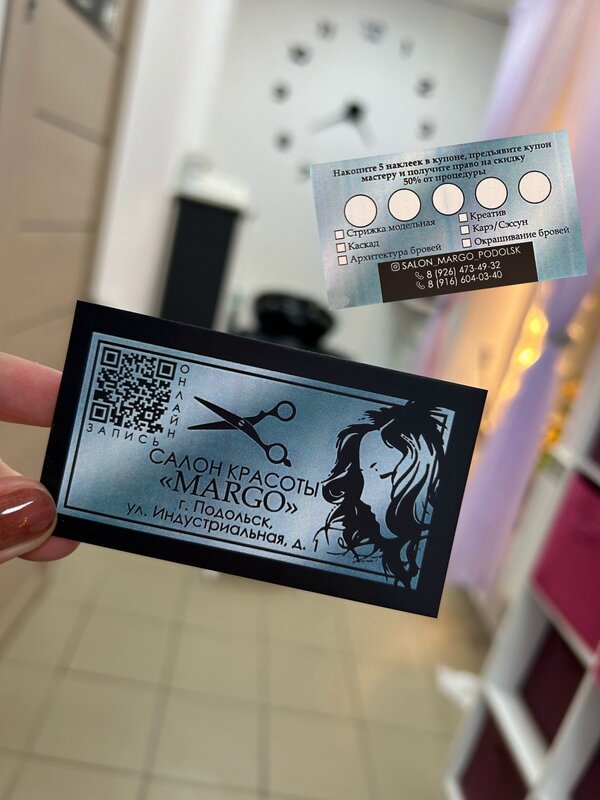 Накопите 5 наклеек в купоне, предъявите купон
мастеру и получите право на скидку
50% от процедуры
Стрижка модельная
Каскад
Архитектура бровей
Креатив
Карэ/Сэссун
Окрашивание бровей
SALON_MARGO_PODOLSK
8 (926) 473-49-32
8 (916) 604-03-40
ОНЛАЙН
ЗАПИСЬ
САЛОН КРАСОТЫ
«MARGO»
г. Подольск,
ул. Индустриальная, д. 1